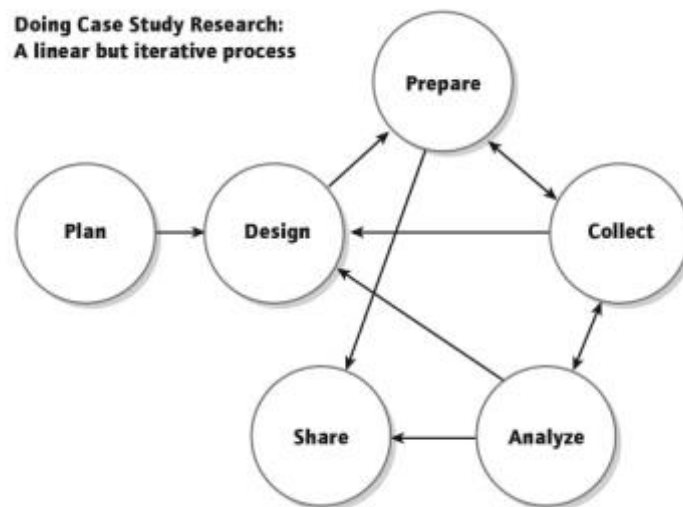 Doing Case Study Research:
A linear but iterative process
Prepare
Plan
Design
Collect
Share
Analyze